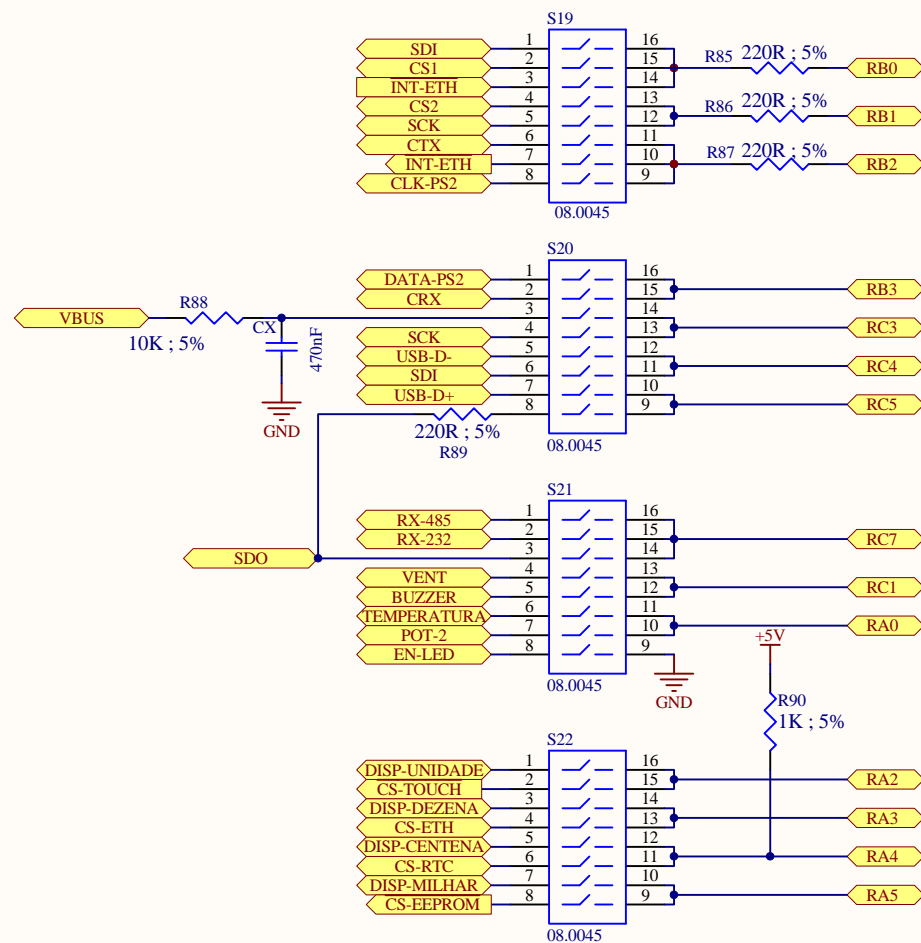 S19
SDI 1 16
CS1 2 15 R85 220R ; 5% RB0
INT-ETH 3 14
CS2 4 13
SCK 5 12 R86 220R ; 5% RB1
CTX 6 11
INT-ETH 7 10 R87 220R ; 5% RB2
CLK-PS2 8 9
08.0045
S20
DATA-PS2 1 16
CRX 2 15 RB3
VBUS R88 10K ; 5% CX 470nF 3 14
GND
SCK 4 13 RC3
USB-D- 5 12
SDI 6 11 RC4
USB-D+ 7 10
220R ; 5% R89 8 9 RC5
08.0045
S21
RX-485 1 16
RX-232 2 15 RC7
SDO 3 14
VENT 4 13
BUZZER 5 12 RC1
TEMPERATURA 6 11
POT-2 7 10 RA0
EN-LED 8 9
GND
08.0045
+5V
R90
1K ; 5%
S22
DISP-UNIDADE 1 16
CS-TOUCH 2 15 RA2
DISP-DEZENA 3 14
CS-ETH 4 13 RA3
DISP-CENTENA 5 12
CS-RTC 6 11 RA4
DISP-MILHAR 7 10
CS-EEPROM 8 9 RA5
08.0045